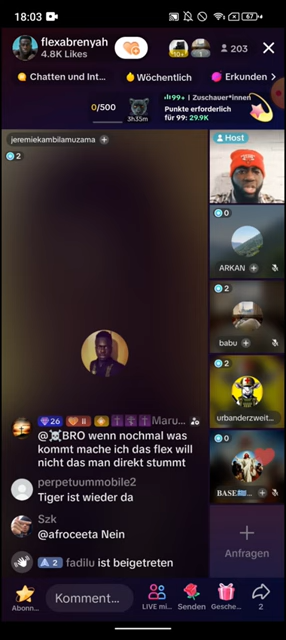 18:03
67
flexabrenyah
4.8K Likes
203
Chatten und Int...
Wöchentlich
Erkunden
0/500
3h35m
99+ | Zuschauer*innen
Punkte erforderlich
für 99: 29.9K
jeremiekambilamuzama
2
Host
0
ARKAN
2
babu
2
urbanderzweit...
0
BASE
Anfragen
26 II Maru...
@☠️BRO wenn nochmal was
kommt mache ich das flex will
nicht das man direkt stummt
perpetuummobile2
Tiger ist wieder da
Szk
@afroceeta Nein
2 fadilu ist beigetreten
Abonn...
Komment...
LIVE mi...
Senden
Gesche...
2